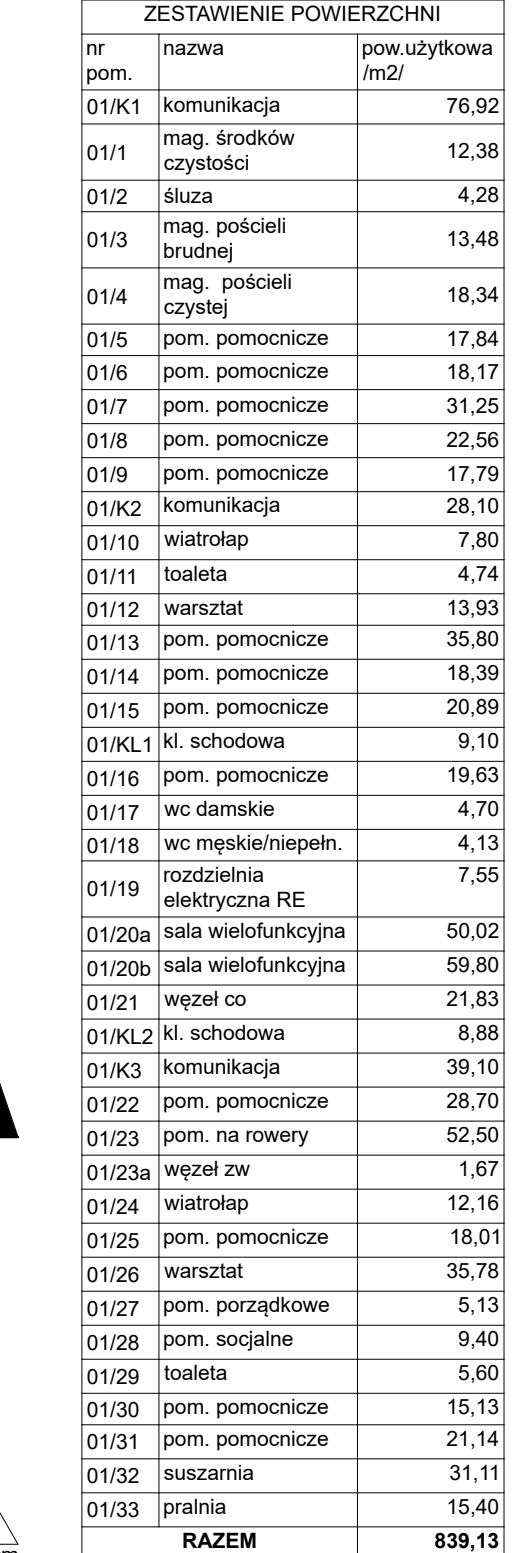 ZESTAWIENIE POWIERZCHNI
nr pom. nazwa pow.użytkowa /m2/
01/K1 komunikacja 76,92
01/1 mag. środków czystości 12,38
01/2 śluza 4,28
01/3 mag. pościeli brudnej 13,48
01/4 mag. pościeli czystej 18,34
01/5 pom. pomocnicze 17,84
01/6 pom. pomocnicze 18,17
01/7 pom. pomocnicze 31,25
01/8 pom. pomocnicze 22,56
01/9 pom. pomocnicze 17,79
01/K2 komunikacja 28,10
01/10 wiatrołap 7,80
01/11 toaleta 4,74
01/12 warsztat 13,93
01/13 pom. pomocnicze 35,80
01/14 pom. pomocnicze 18,39
01/15 pom. pomocnicze 20,89
01/KL1 kl. schodowa 9,10
01/16 pom. pomocnicze 19,63
01/17 wc damskie 4,70
01/18 wc męskie/niepełn. 4,13
01/19 rozdzielnia elektryczna RE 7,55
01/20a sala wielofunkcyjna 50,02
01/20b sala wielofunkcyjna 59,80
01/21 węzeł co 21,83
01/KL2 kl. schodowa 8,88
01/K3 komunikacja 39,10
01/22 pom. pomocnicze 28,70
01/23 pom. na rowery 52,50
01/23a węzeł zw 1,67
01/24 wiatrołap 12,16
01/25 pom. pomocnicze 18,01
01/26 warsztat 35,78
01/27 pom. porządkowe 5,13
01/28 pom. socjalne 9,40
01/29 toaleta 5,60
01/30 pom. pomocnicze 15,13
01/31 pom. pomocnicze 21,14
01/32 suszarnia 31,11
01/33 pralnia 15,40
RAZEM 839,13